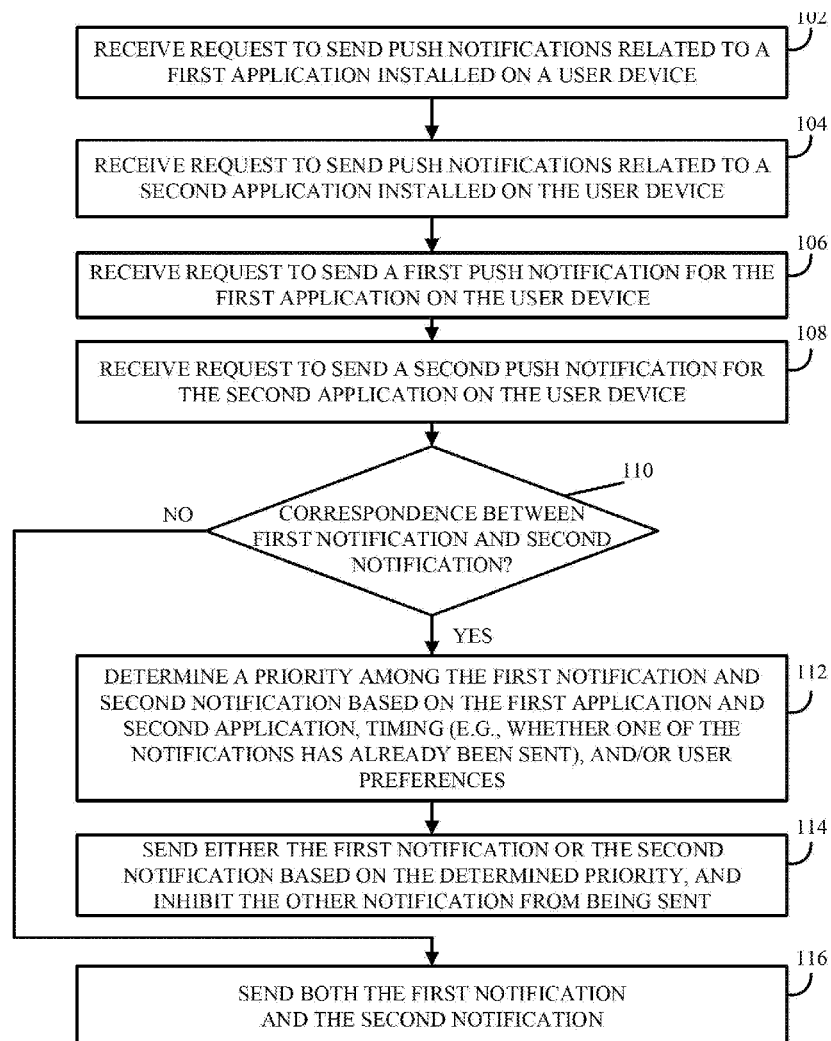 102
RECEIVE REQUEST TO SEND PUSH NOTIFICATIONS RELATED TO A
FIRST APPLICATION INSTALLED ON A USER DEVICE
104
RECEIVE REQUEST TO SEND PUSH NOTIFICATIONS RELATED TO A
SECOND APPLICATION INSTALLED ON THE USER DEVICE
106
RECEIVE REQUEST TO SEND A FIRST PUSH NOTIFICATION FOR THE
FIRST APPLICATION ON THE USER DEVICE
108
RECEIVE REQUEST TO SEND A SECOND PUSH NOTIFICATION FOR
THE SECOND APPLICATION ON THE USER DEVICE
110
NO
CORRESPONDENCE BETWEEN
FIRST NOTIFICATION AND SECOND
NOTIFICATION?
YES
112
DETERMINE A PRIORITY AMONG THE FIRST NOTIFICATION AND
SECOND NOTIFICATION BASED ON THE FIRST APPLICATION AND
SECOND APPLICATION, TIMING (E.G., WHETHER ONE OF THE
NOTIFICATIONS HAS ALREADY BEEN SENT), AND/OR USER
PREFERENCES
114
SEND EITHER THE FIRST NOTIFICATION OR THE SECOND
NOTIFICATION BASED ON THE DETERMINED PRIORITY, AND
INHIBIT THE OTHER NOTIFICATION FROM BEING SENT
116
SEND BOTH THE FIRST NOTIFICATION
AND THE SECOND NOTIFICATION